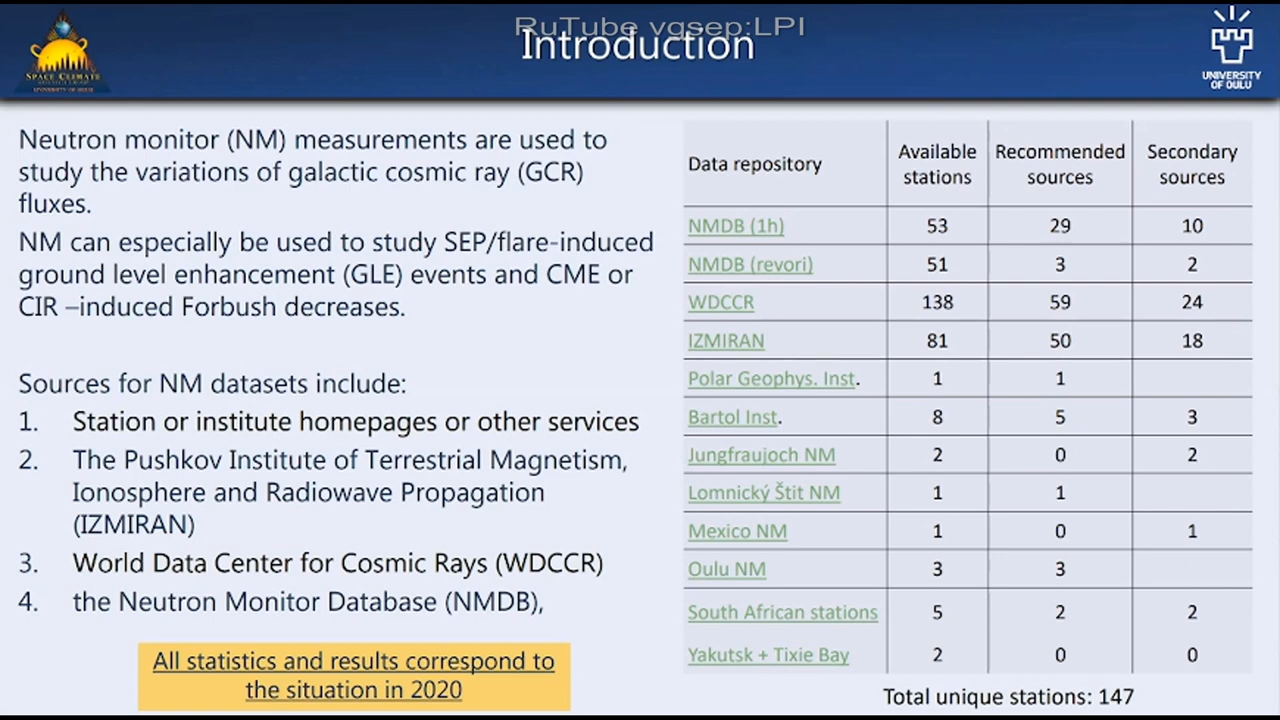 RuTube vgsep:LPI
Introduction
SPACE CLIMATE
UNIVERSITY OF OULU
UNIVERSITY
OF OULU
Neutron monitor (NM) measurements are used to
study the variations of galactic cosmic ray (GCR)
fluxes.
NM can especially be used to study SEP/flare-induced
ground level enhancement (GLE) events and CME or
CIR –induced Forbush decreases.
Sources for NM datasets include:
1. Station or institute homepages or other services
2. The Pushkov Institute of Terrestrial Magnetism,
Ionosphere and Radiowave Propagation
(IZMIRAN)
3. World Data Center for Cosmic Rays (WDCCR)
4. the Neutron Monitor Database (NMDB),
All statistics and results correspond to
the situation in 2020
Data repository Available stations Recommended sources Secondary sources
NMDB (1h) 53 29 10
NMDB (revori) 51 3 2
WDCCR 138 59 24
IZMIRAN 81 50 18
Polar Geophys. Inst. 1 1
Bartol Inst. 8 5 3
Jungfraujoch NM 2 0 2
Lomnický Štit NM 1 1
Mexico NM 1 0 1
Oulu NM 3 3
South African stations 5 2 2
Yakutsk + Tixie Bay 2 0 0
Total unique stations: 147